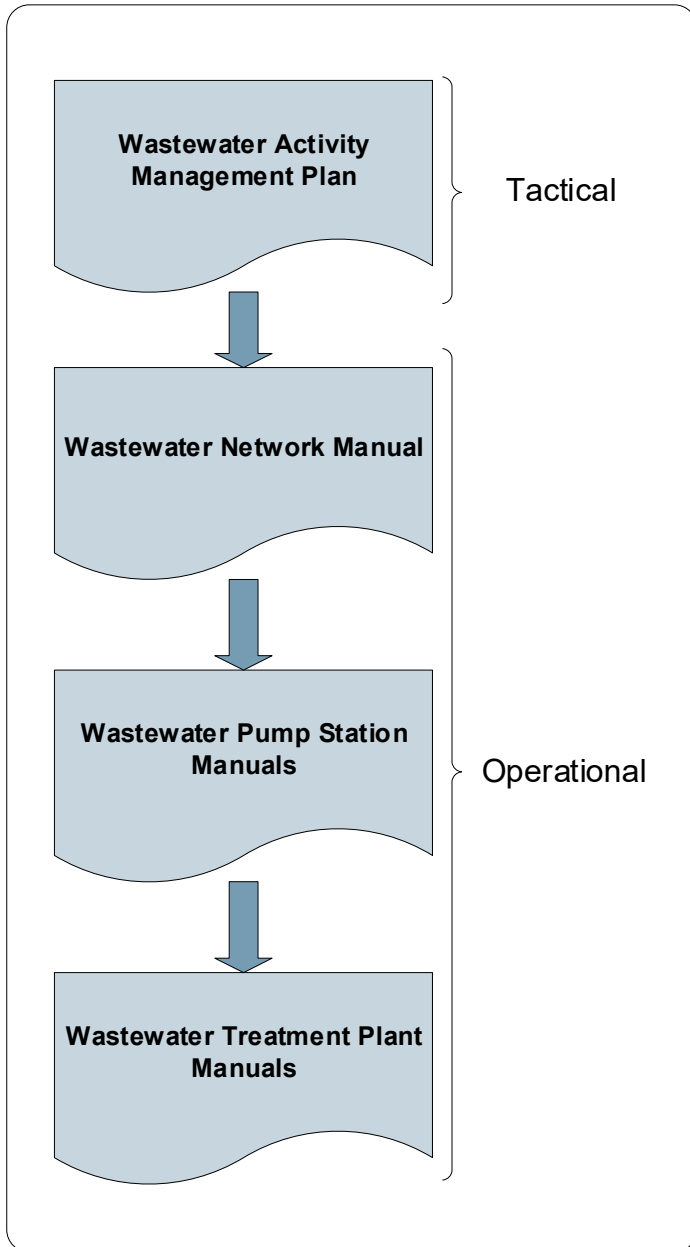 Wastewater Activity
Management Plan
Tactical
Wastewater Network Manual
Wastewater Pump Station
Manuals
Operational
Wastewater Treatment Plant
Manuals